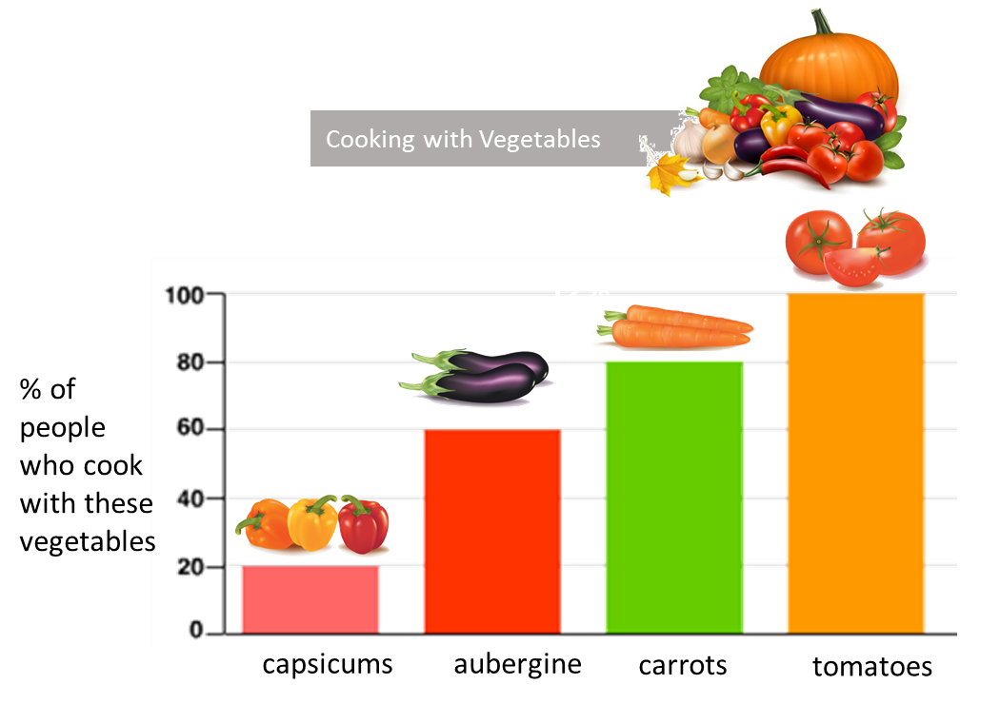 Cooking with Vegetables
100
80
60
40
20
0
% of
people
who cook
with these
vegetables
capsicums
aubergine
carrots
tomatoes